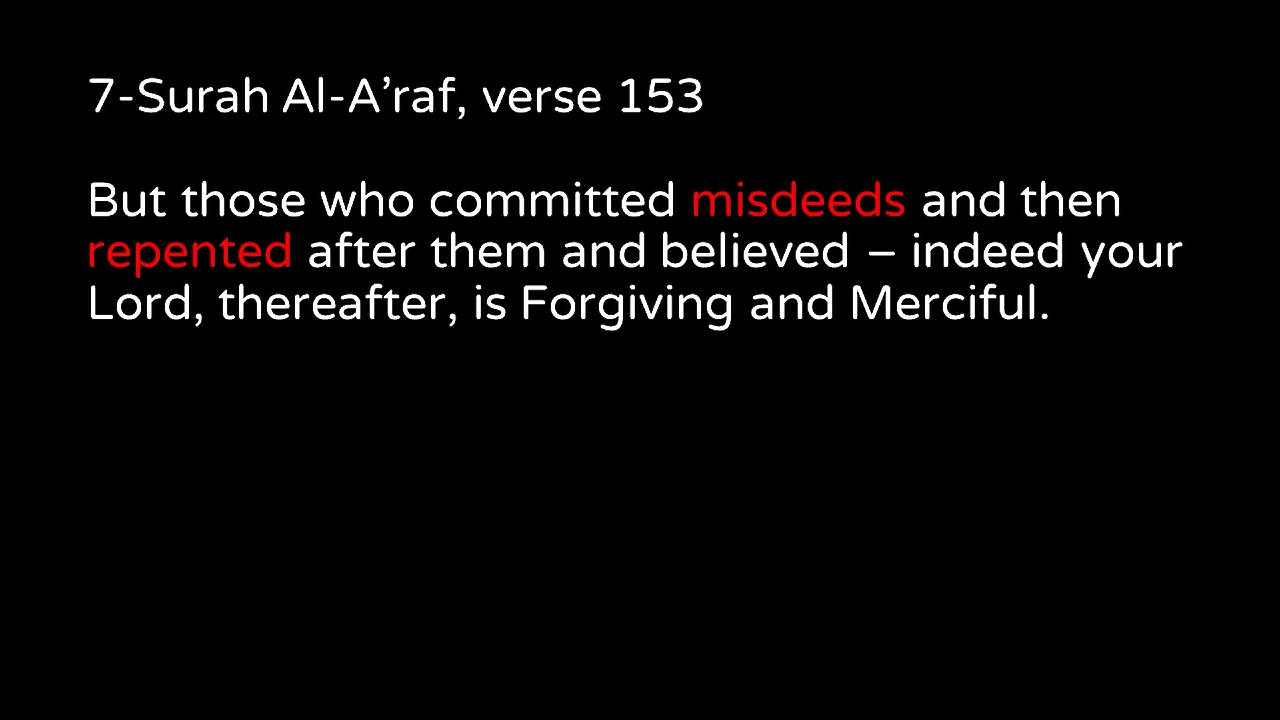 7-Surah Al-A’raf, verse 153
But those who committed misdeeds and then
repented after them and believed – indeed your
Lord, thereafter, is Forgiving and Merciful.